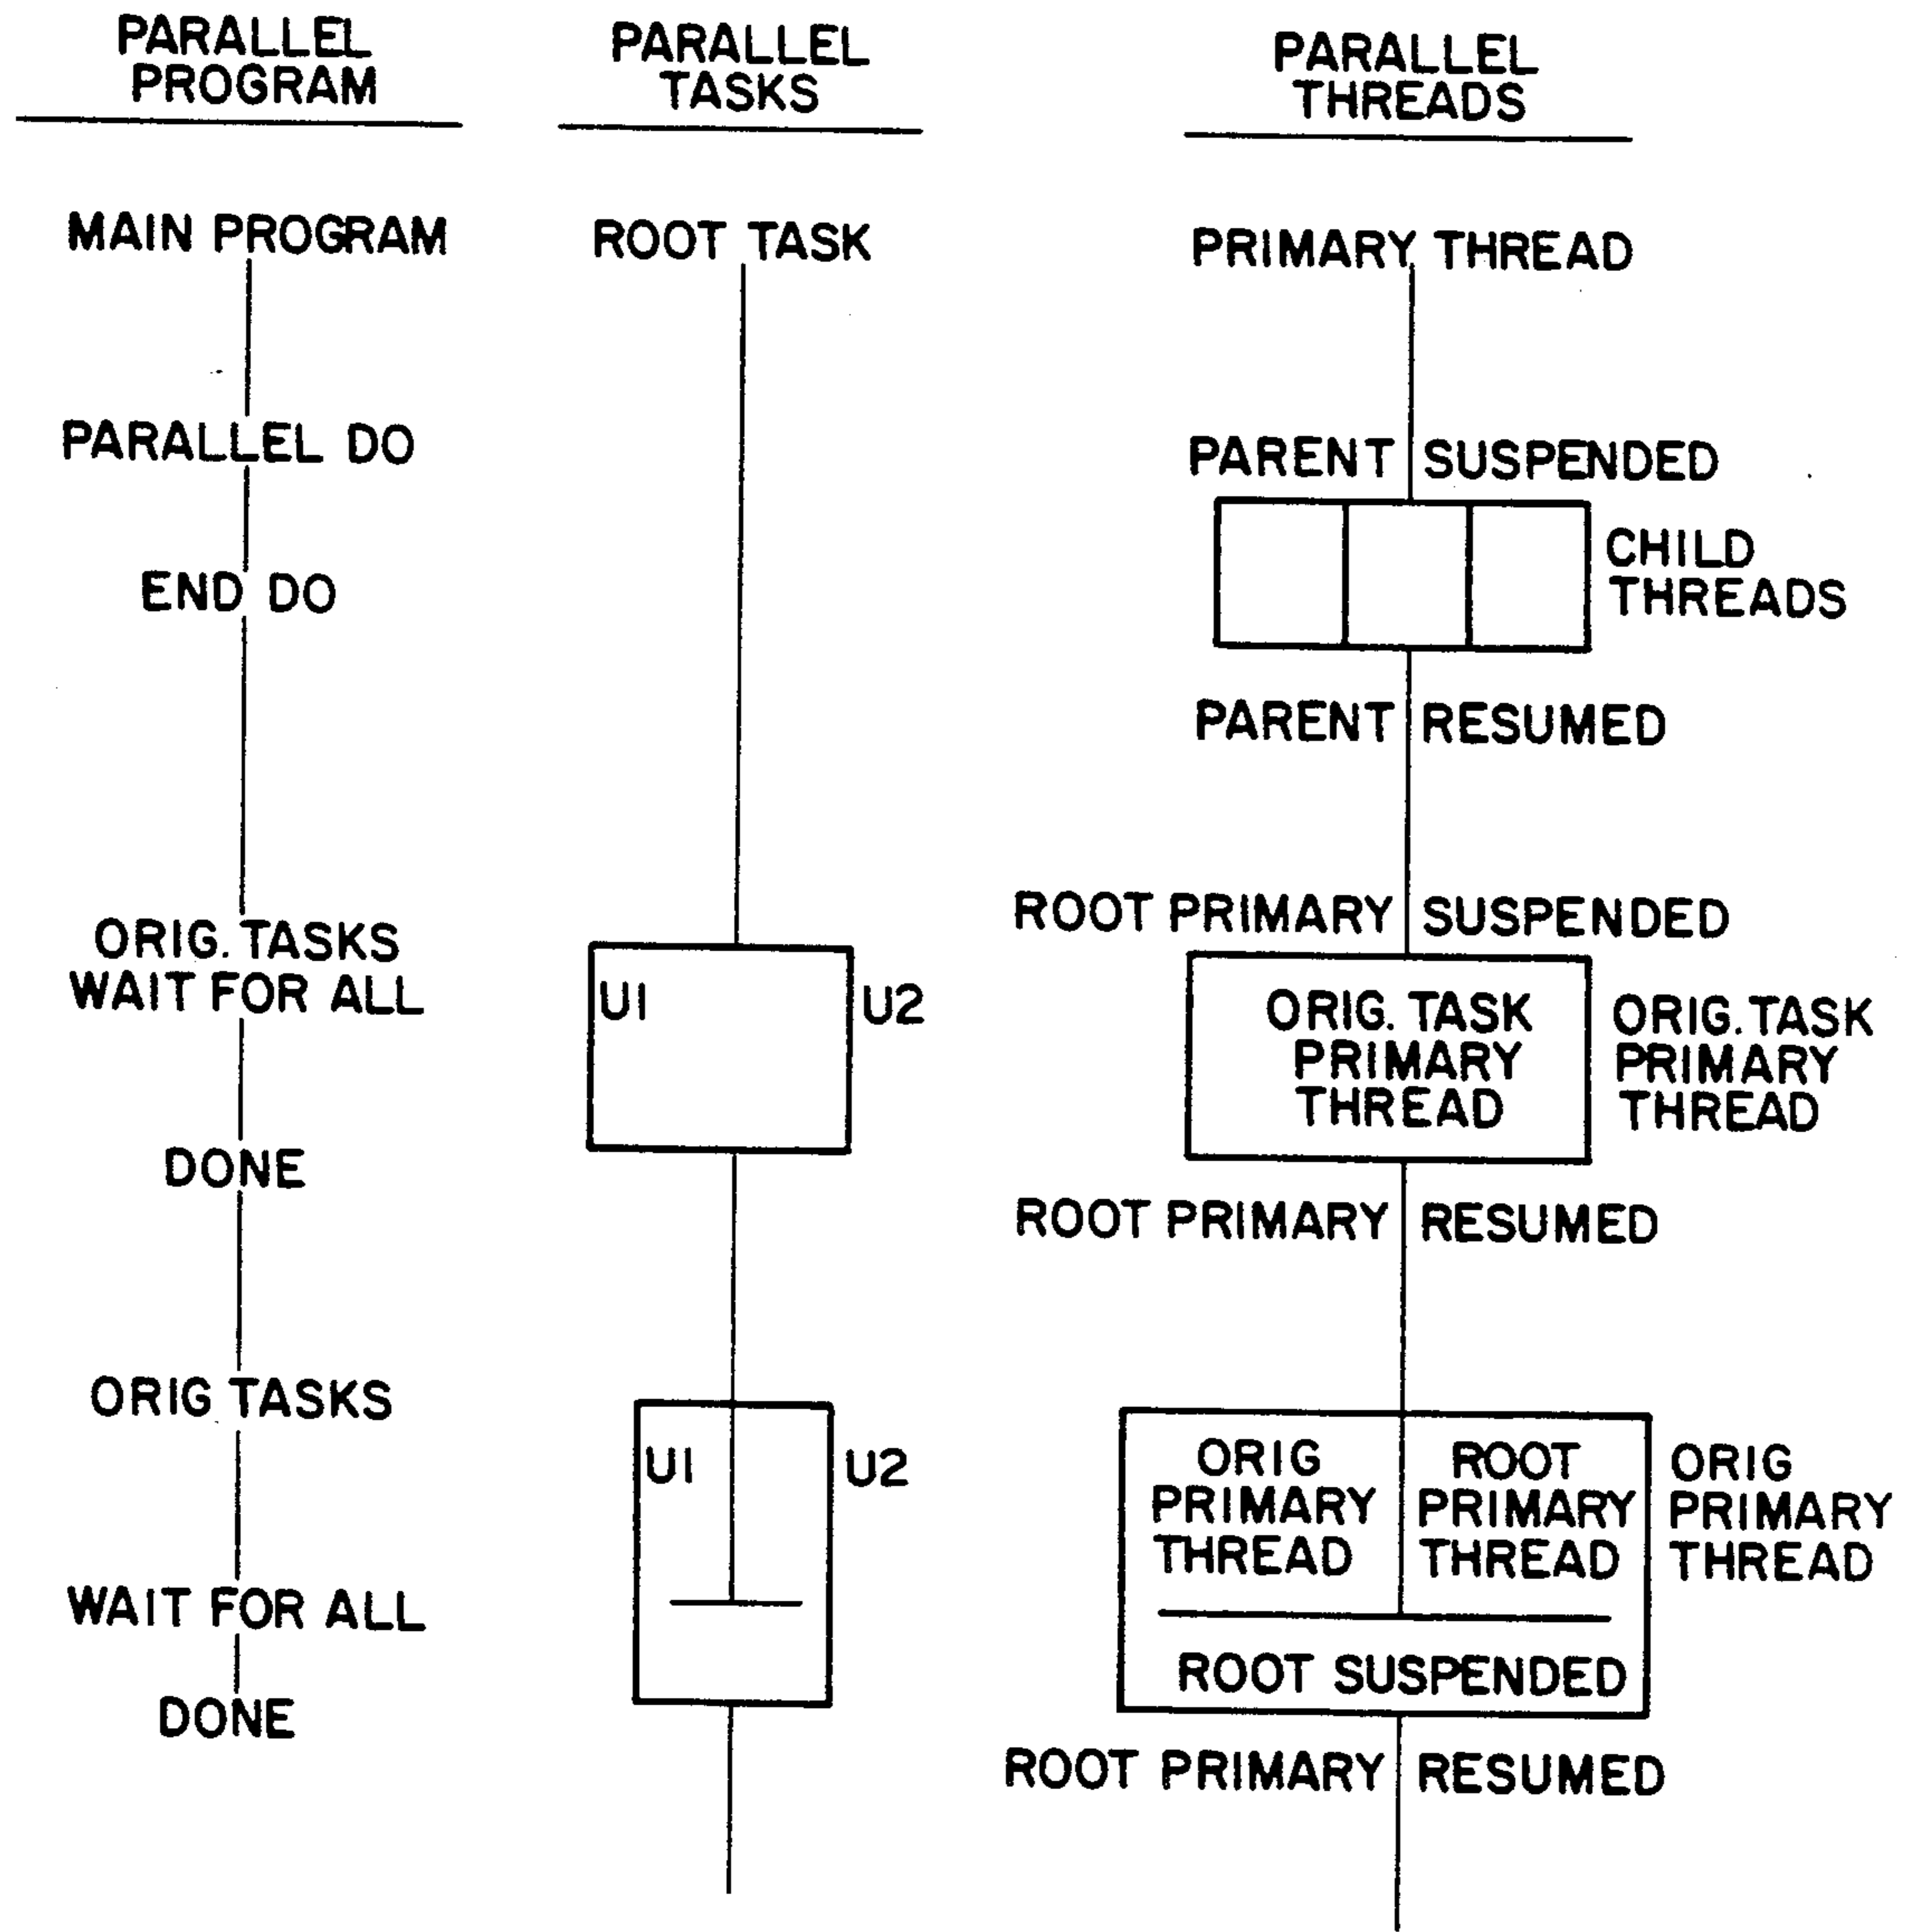 PARALLEL
PROGRAM
MAIN PROGRAM
PARALLEL DO
END DO
ORIG. TASKS
WAIT FOR ALL
DONE
ORIG TASKS
WAIT FOR ALL
DONE
PARALLEL
TASKS
ROOT TASK
U1
U2
U1
U2
PARALLEL
THREADS
PRIMARY THREAD
PARENT SUSPENDED
CHILD
THREADS
PARENT RESUMED
ROOT PRIMARY SUSPENDED
ORIG. TASK
PRIMARY
THREAD
ORIG. TASK
PRIMARY
THREAD
ROOT PRIMARY RESUMED
ORIG
PRIMARY
THREAD
ROOT
PRIMARY
THREAD
ORIG
PRIMARY
THREAD
ROOT SUSPENDED
ROOT PRIMARY RESUMED